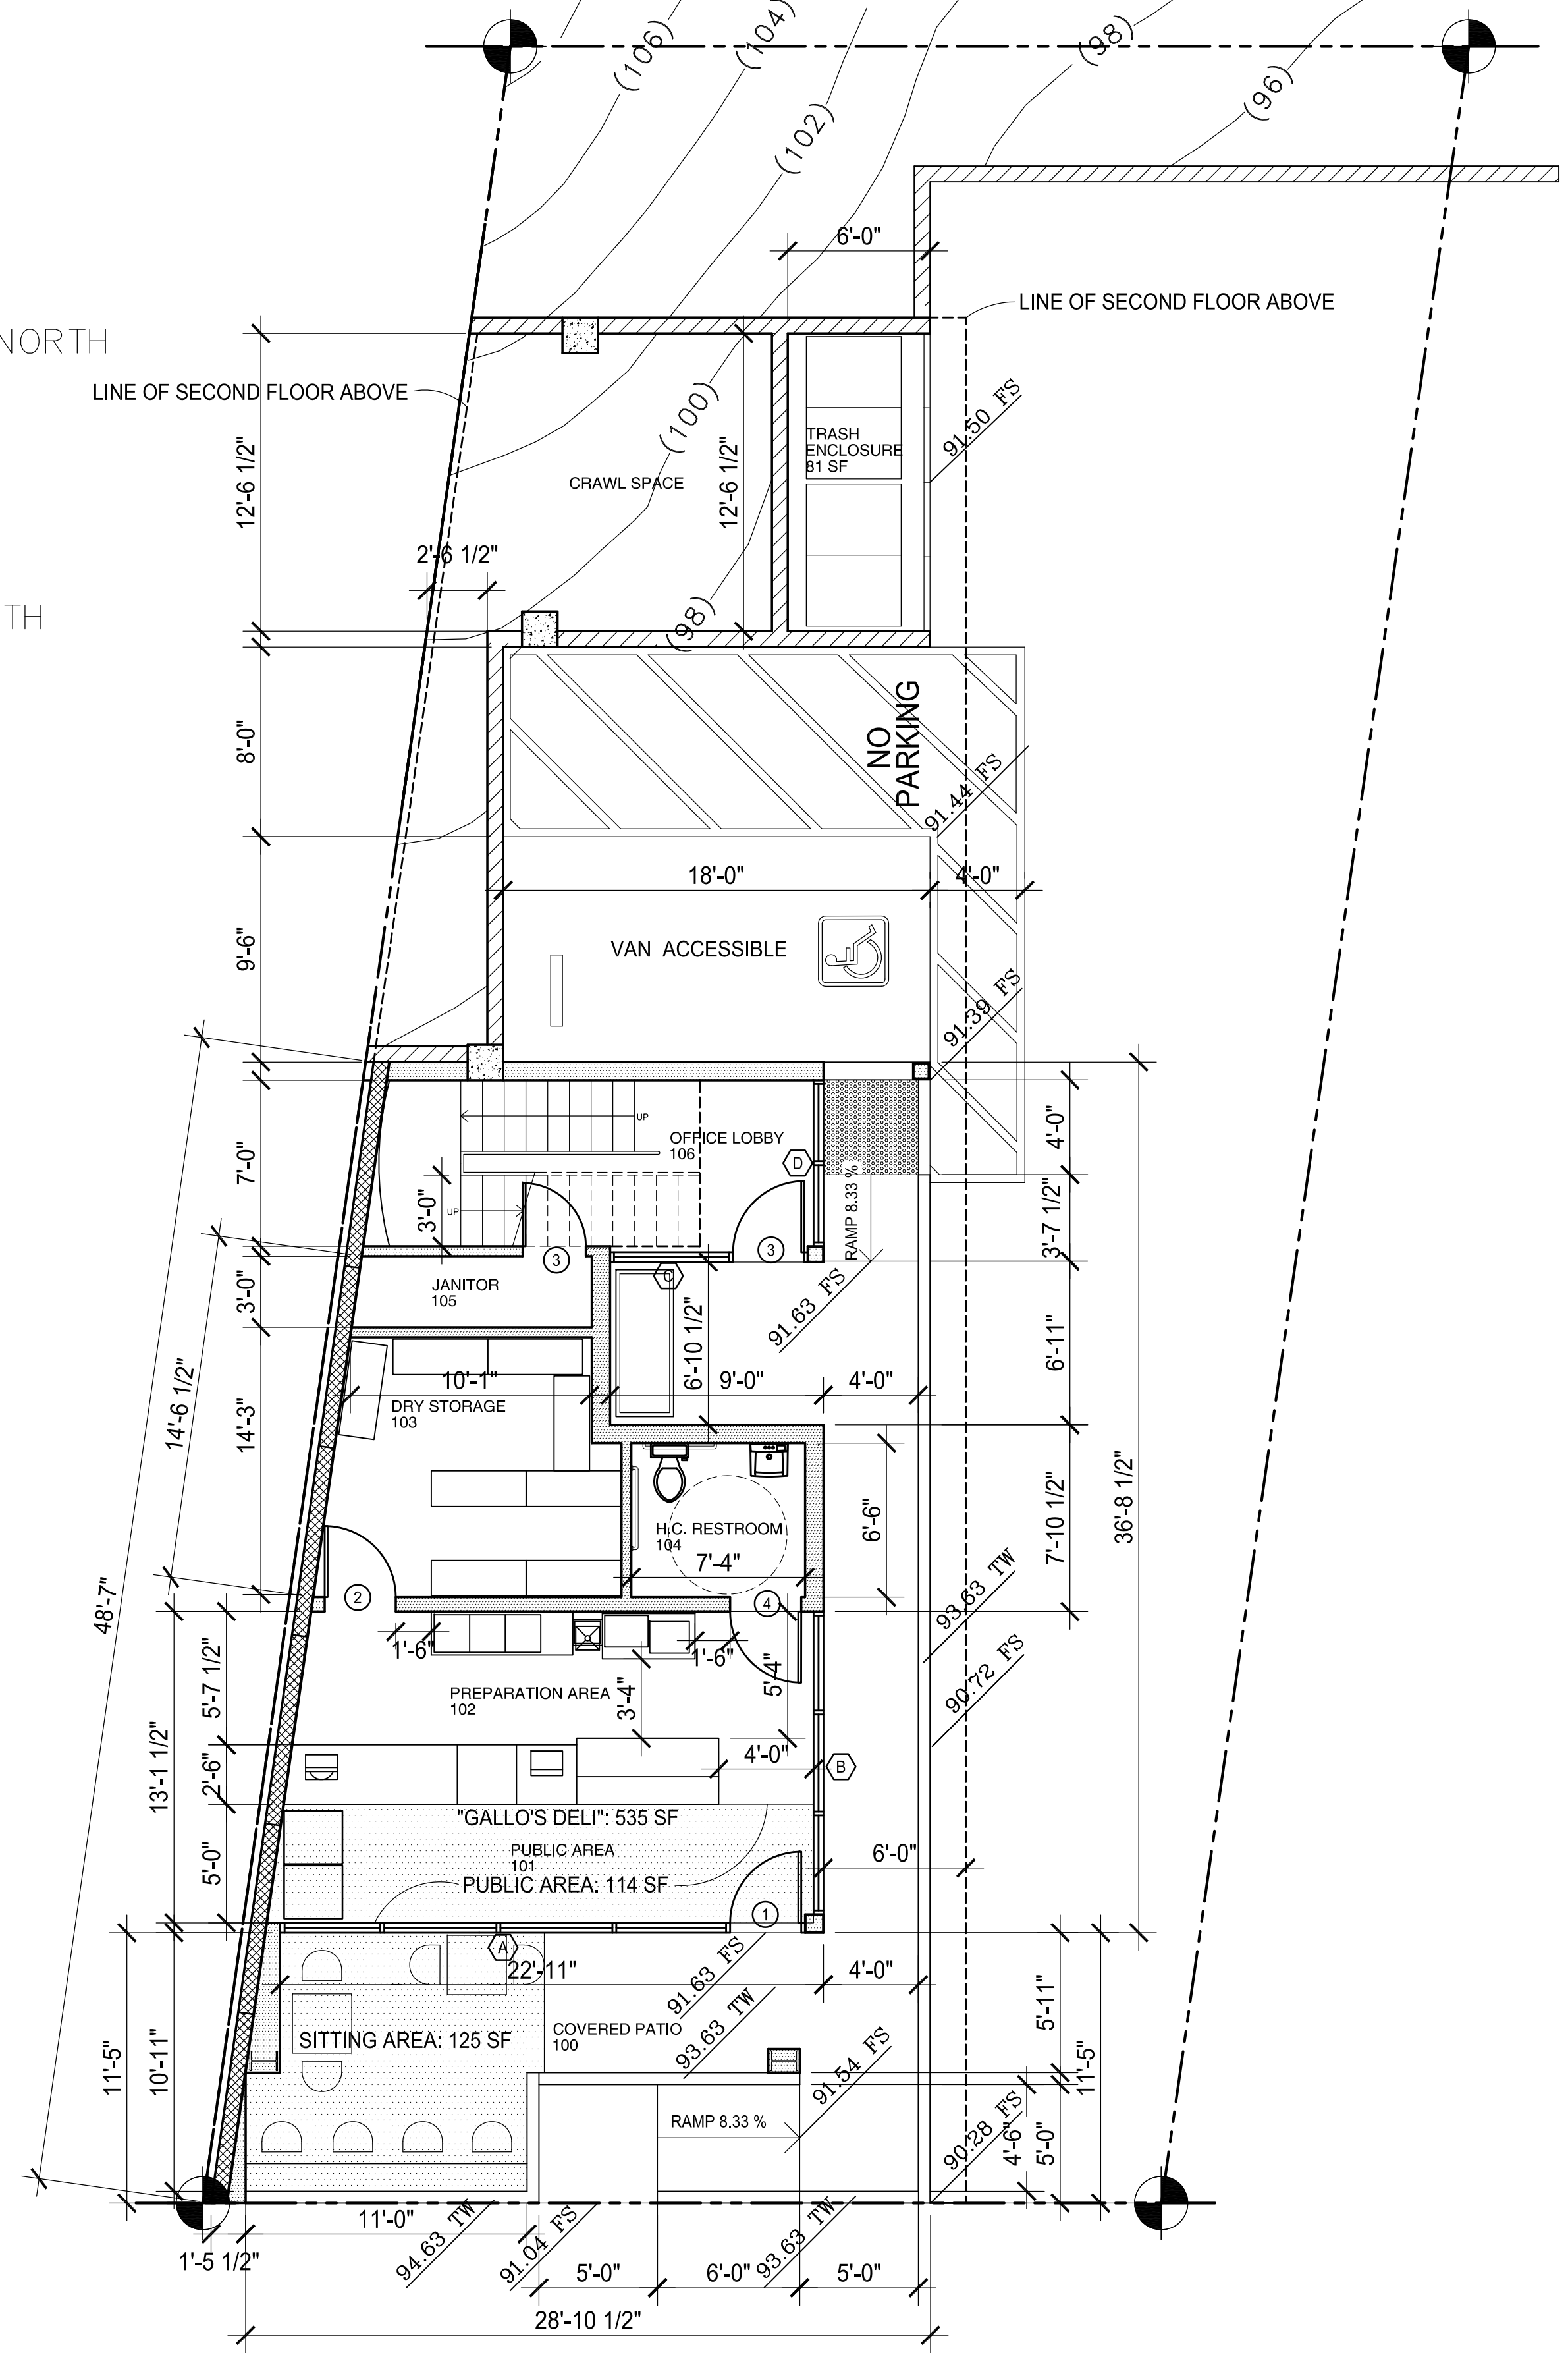 (106)
(104)
(98)
(102)
(96)
6'-0"
LINE OF SECOND FLOOR ABOVE
NORTH
LINE OF SECOND FLOOR ABOVE
(100)
91.50 FS
TRASH
ENCLOSURE
81 SF
12'-6 1/2"
CRAWL SPACE
12'-6 1/2"
2'-6 1/2"
TH
(98)
NO
PARKING
8'-0"
91.44 FS
18'-0"
4'-0"
9'-6"
VAN ACCESSIBLE
91.39 FS
UP
OFFICE LOBBY
106
4'-0"
7'-0"
D
3'-0"
UP
RAMP 8.33 %
3'-7 1/2"
3
3
C
JANITOR
105
3'-0"
91.63 FS
6'-10 1/2"
6'-11"
10'-1"
9'-0"
4'-0"
DRY STORAGE
103
14'-6 1/2"
14'-3"
36'-8 1/2"
H.C. RESTROOM
104
7'-4"
6'-6"
7'-10 1/2"
48'-7"
2
4
93.63 TW
1'-6"
1'-6"
5'-7 1/2"
5'-4"
90.72 FS
PREPARATION AREA
102
3'-4"
13'-1 1/2"
2'-6"
4'-0"
B
"GALLO'S DELI": 535 SF
PUBLIC AREA
101
5'-0"
6'-0"
PUBLIC AREA: 114 SF
1
A
91.63 FS
22'-11"
4'-0"
5'-11"
COVERED PATIO
100
SITTING AREA: 125 SF
93.63 TW
11'-5"
10'-11"
91.54 FS
11'-5"
RAMP 8.33 %
90.28 FS
4'-6"
5'-0"
11'-0"
94.63 TW
91.04 FS
93.63 TW
1'-5 1/2"
5'-0"
6'-0"
5'-0"
28'-10 1/2"